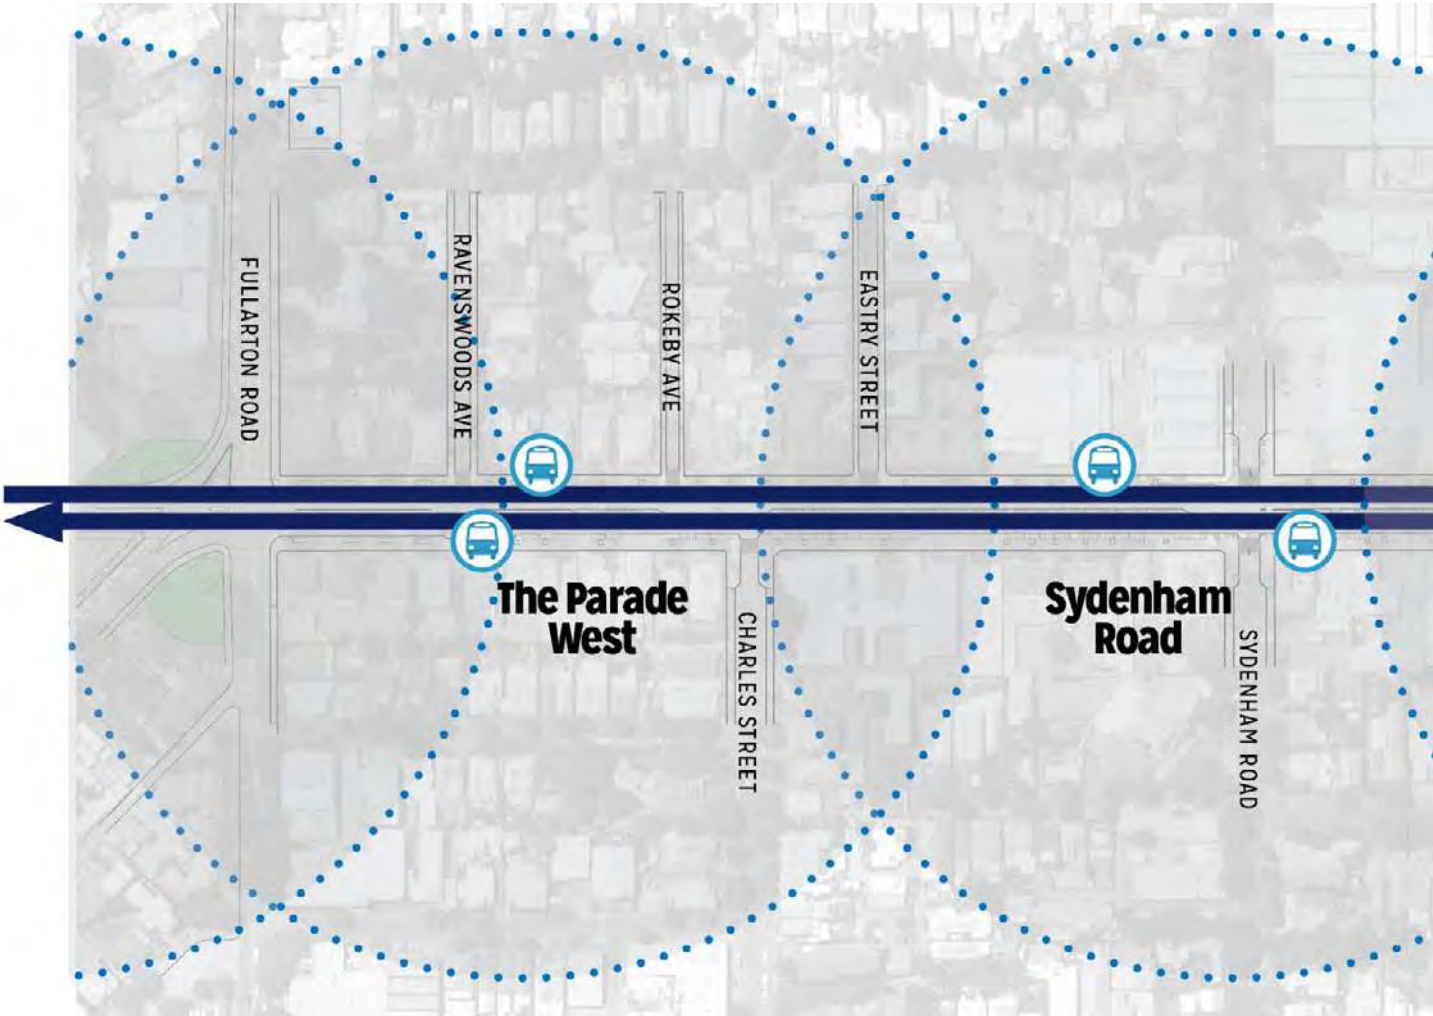 FULLARTON ROAD
RAVENSWOODS AVE
ROKEBY AVE
EASTRY STREET
The Parade
West
Sydenham
Road
CHARLES STREET
SYDENHAM ROAD